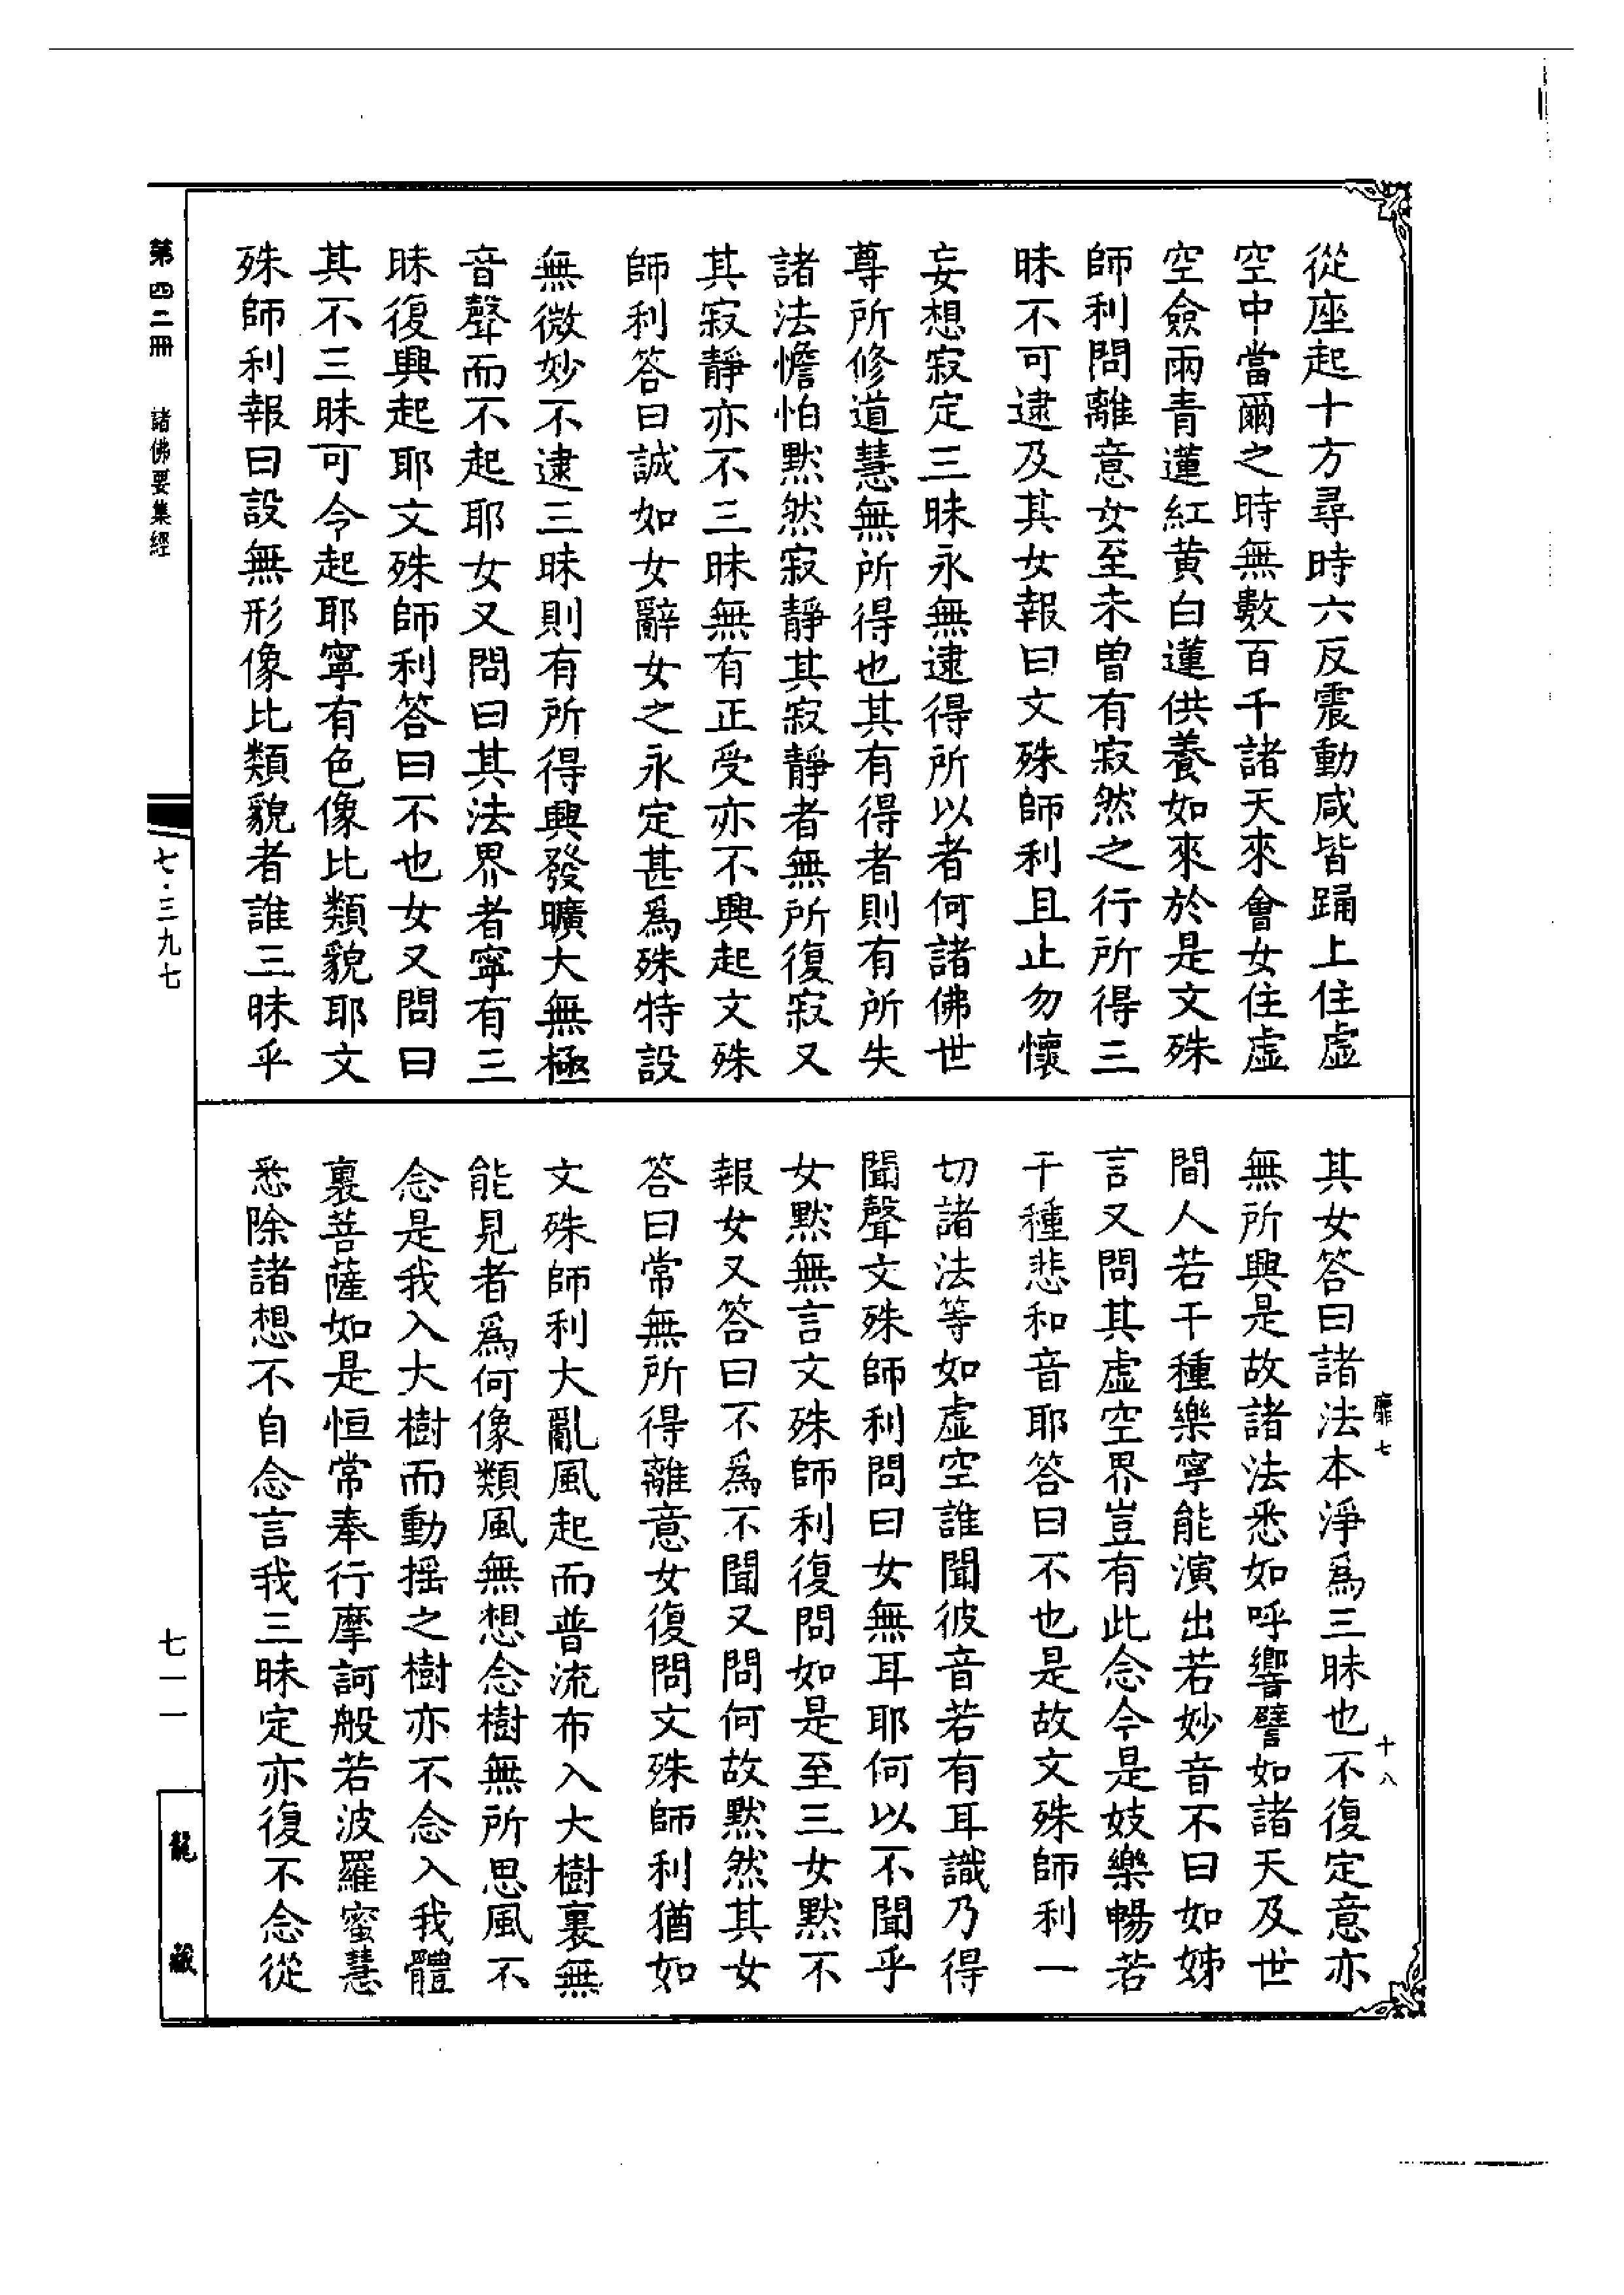 從座起十方尋時六反震動咸皆踊上住虛
空中當爾之時無數百千諸天來會女住虛
空僉雨青蓮紅黃白蓮供養如來於是文殊
師利問離意女至未曾有寂然之行所得三
昧不可逮及其女報曰文殊師利且止勿懷
妄想寂定三昧永無逮得所以者何諸佛世
尊所修道慧無所得也其有得者則有所失
諸法憺怕默然寂靜其寂靜者無所復寂又
其寂靜亦不三昧無有正受亦不興起文殊
師利答曰誠如女辭女之永定甚為殊特設
無微妙不逮三昧則有所得興發曠大無極
音聲而不起耶女又問曰其法界者寧有三
昧復興起耶文殊師利答曰不也女又問曰
其不三昧可令起耶寧有色像比類貌耶文
殊師利報曰設無形像比類貌者誰三昧乎
其女答曰諸法本淨為三昧也不復定意亦
無所興是故諸法悉如呼響譬如諸天及世
間人若干種樂寧能演出若妙音不曰如姊
言又問其虛空界豈有此念今是妓樂暢若
干種悲和音耶答曰不也是故文殊師利一
切諸法等如虛空誰聞彼音若有耳識乃得
聞聲文殊師利問曰女無耳耶何以不聞乎
女默無言文殊師利復問如是至三女默不
報女又答曰不為不聞又問何故默然其女
答曰常無所得離意女復問文殊師利猶如
文殊師利大亂風起而普流布入大樹裏無
能見者為何像類風無想念樹無所思風不
念是我入大樹而動搖之樹亦不念入我體
裏菩薩如是恒常奉行摩訶般若波羅蜜慧
悉除諸想不自念言我三昧定亦復不念從
靡七
十八
第四二冊
諸佛要集經
七·三九七
七一一
龍藏